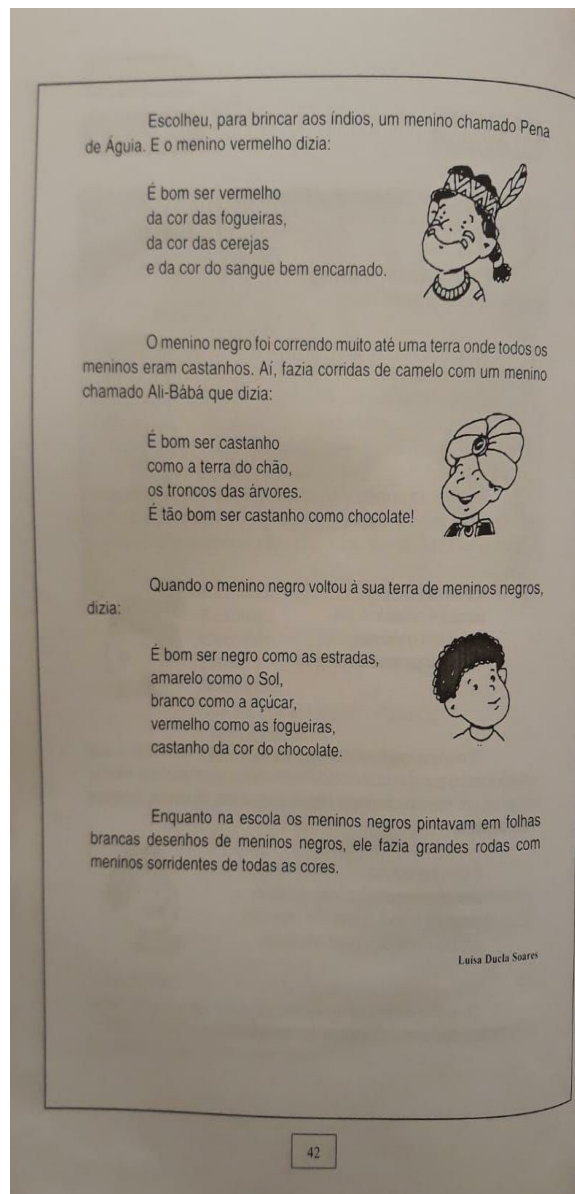 Escolheu, para brincar aos índios, um menino chamado Pena
de Águia. E o menino vermelho dizia:
É bom ser vermelho
da cor das fogueiras,
da cor das cerejas
e da cor do sangue bem encarnado.
O menino negro foi correndo muito até uma terra onde todos os
meninos eram castanhos. Aí, fazia corridas de camelo com um menino
chamado Ali-Bábá que dizia:
É bom ser castanho
como a terra do chão,
os troncos das árvores.
É tão bom ser castanho como chocolate!
Quando o menino negro voltou à sua terra de meninos negros,
dizia:
É bom ser negro como as estradas,
amarelo como o Sol,
branco como a açúcar,
vermelho como as fogueiras,
castanho da cor do chocolate.
Enquanto na escola os meninos negros pintavam em folhas
brancas desenhos de meninos negros, ele fazia grandes rodas com
meninos sorridentes de todas as cores.
Luísa Ducla Soares
42